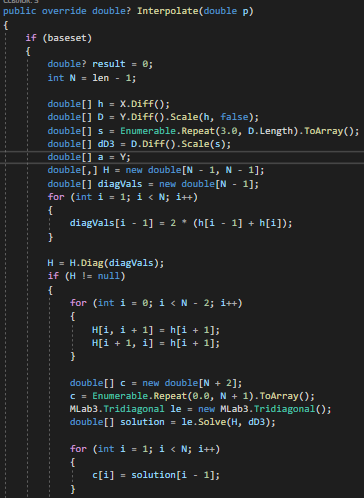 public override double? Interpolate(double p)
{
if (baseset)
{
double? result = 0;
int N = len - 1;
double[] h = X.Diff();
double[] D = Y.Diff().Scale(h, false);
double[] s = Enumerable.Repeat(3.0, D.Length).ToArray();
double[] dD3 = D.Diff().Scale(s);
double[] a = Y;
double[,] H = new double[N - 1, N - 1];
double[] diagVals = new double[N - 1];
for (int i = 1; i < N; i++)
{
diagVals[i - 1] = 2 * (h[i - 1] + h[i]);
}
H = H.Diag(diagVals);
if (H != null)
{
for (int i = 0; i < N - 2; i++)
{
H[i, i + 1] = h[i + 1];
H[i + 1, i] = h[i + 1];
}
double[] c = new double[N + 2];
c = Enumerable.Repeat(0.0, N + 1).ToArray();
MLab3.Tridiagonal le = new MLab3.Tridiagonal();
double[] solution = le.Solve(H, dD3);
for (int i = 1; i < N; i++)
{
c[i] = solution[i - 1];
}